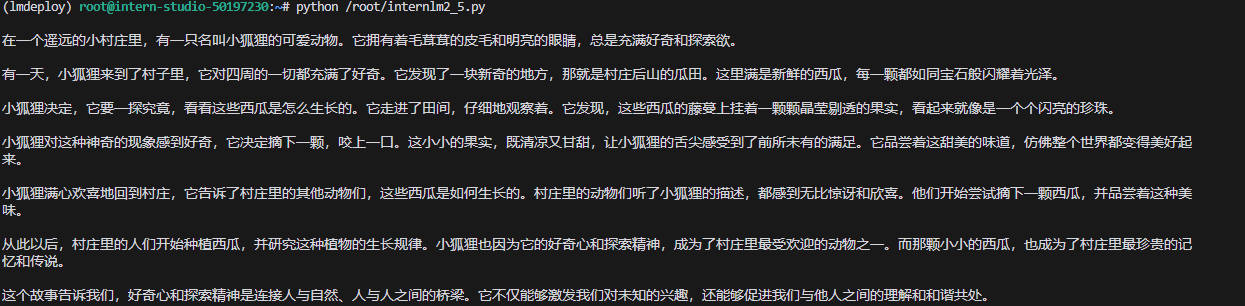 (lmdeploy) root@intern-studio-50197230:~# python /root/internlm2_5.py
在一个遥远的小村庄里，有一只名叫小狐狸的可爱动物。它拥有着毛茸茸的皮毛和明亮的眼睛，总是充满好奇和探索欲。
有一天，小狐狸来到了村子里，它对四周的一切都充满了好奇。它发现了一块新奇的地方，那就是村庄后山的瓜田。这里满是新鲜的西瓜，每一颗都如同宝石般闪耀着光泽。
小狐狸决定，它要一探究竟，看看这些西瓜是怎么生长的。它走进了田间，仔细地观察着。它发现，这些西瓜的藤蔓上挂着一颗颗晶莹剔透的果实，看起来就像是一个个闪亮的珍珠。
小狐狸对这种神奇的现象感到好奇，它决定摘下一颗，咬上一口。这小小的果实，既清凉又甘甜，让小狐狸的舌尖感受到了前所未有的满足。它品尝着这甜美的味道，仿佛整个世界都变得美好起
来。
小狐狸满心欢喜地回到村庄，它告诉了村庄里的其他动物们，这些西瓜是如何生长的。村庄里的动物们听了小狐狸的描述，都感到无比惊讶和欣喜。他们开始尝试摘下一颗西瓜，并品尝着这种美
味。
从此以后，村庄里的人们开始种植西瓜，并研究这种植物的生长规律。小狐狸也因为它的好奇心和探索精神，成为了村庄里最受欢迎的动物之一。而那颗小小的西瓜，也成为了村庄里最珍贵的记
忆和传说。
这个故事告诉我们，好奇心和探索精神是连接人与自然、人与人之间的桥梁。它不仅能够激发我们对未知的兴趣，还能够促进我们与他人之间的理解和和谐共处。